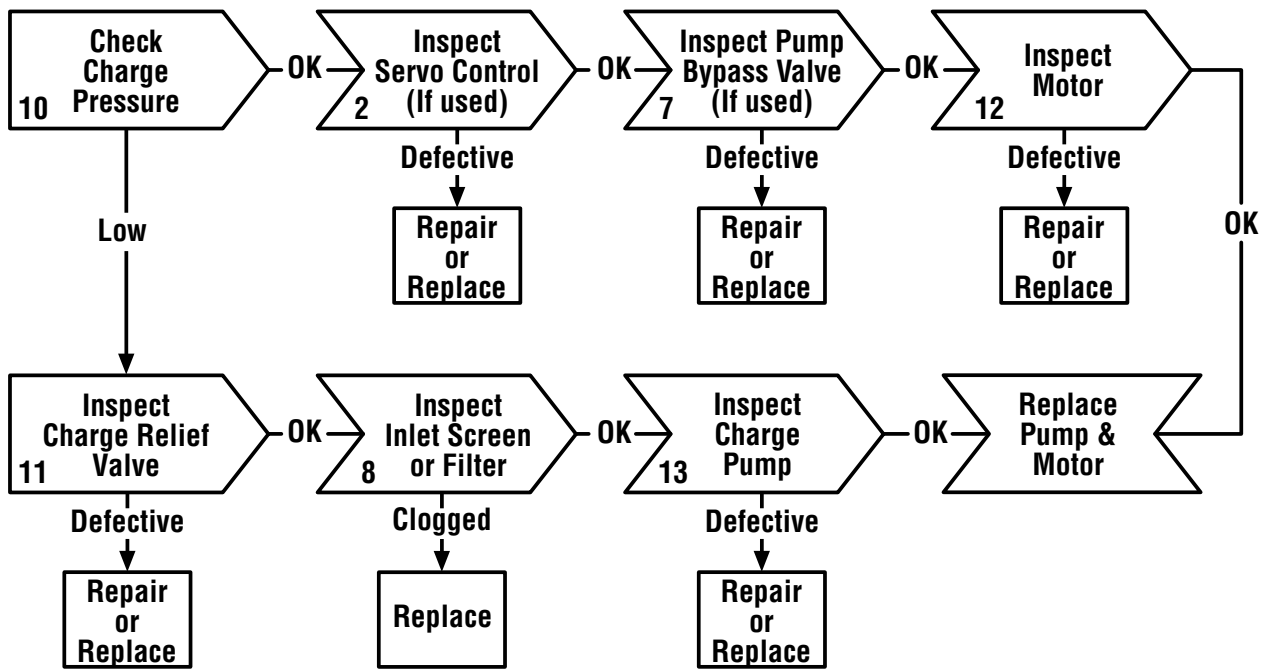 Check
Charge
Pressure
10
OK
Inspect
Servo Control
(If used)
2
OK
Inspect Pump
Bypass Valve
(If used)
7
OK
Inspect
Motor
12
Defective
Defective
Defective
Low
OK
Repair
or
Replace
Repair
or
Replace
Repair
or
Replace
Inspect
Charge Relief
Valve
11
OK
Inspect
Inlet Screen
or Filter
8
OK
Inspect
Charge
Pump
13
OK
Replace
Pump &
Motor
Defective
Clogged
Defective
Repair
or
Replace
Replace
Repair
or
Replace